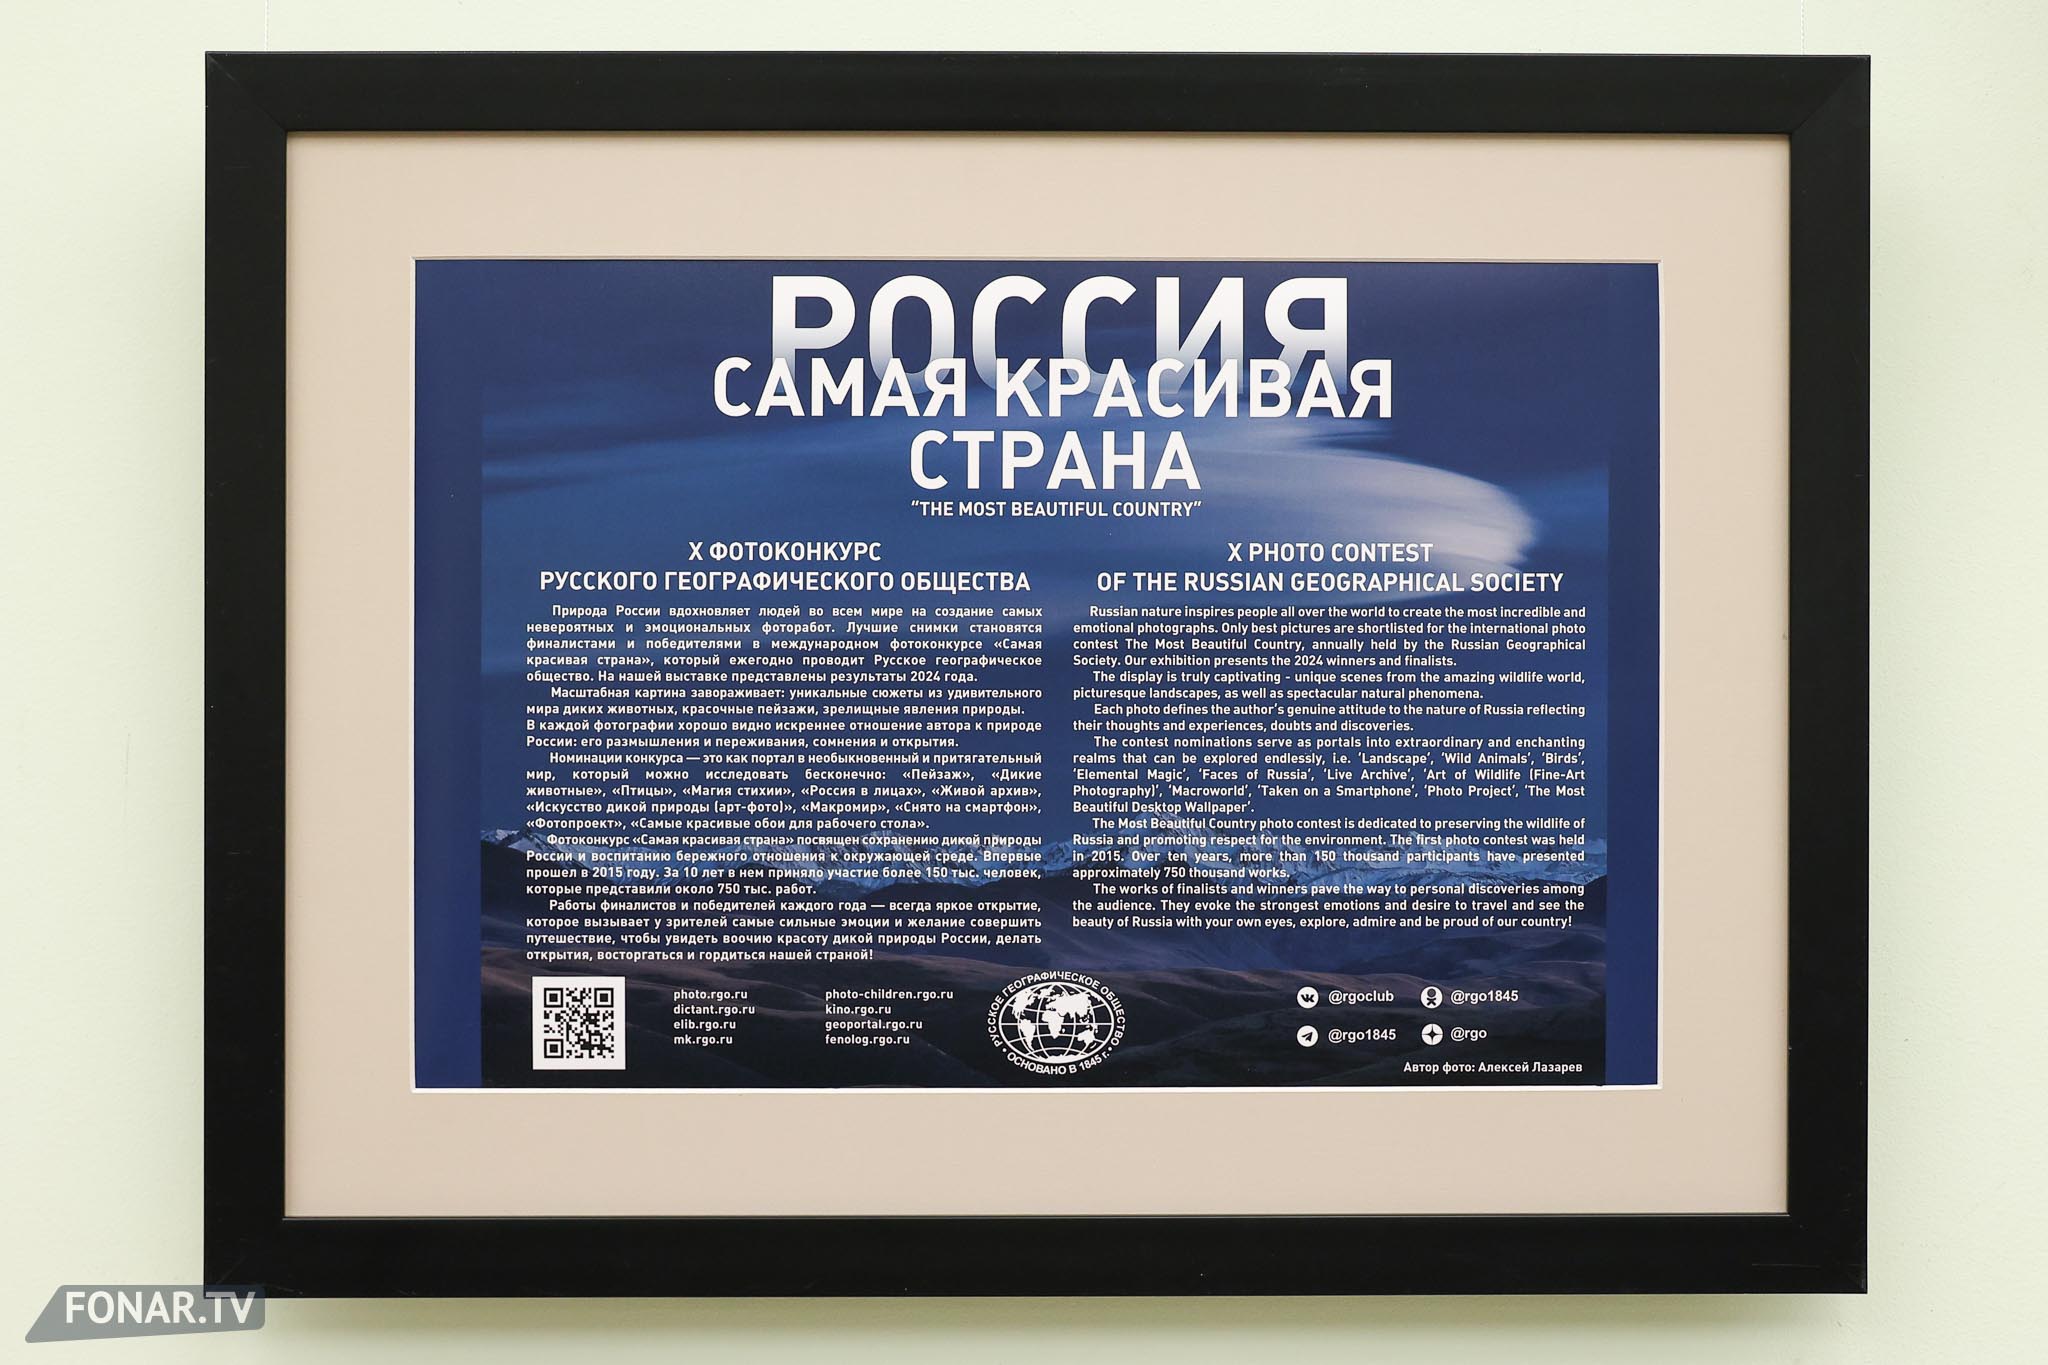 РОССИЯ
САМАЯ КРАСИВАЯ
СТРАНА
“THE MOST BEAUTIFUL COUNTRY”
X ФОТОКОНКУРС
РУССКОГО ГЕОГРАФИЧЕСКОГО ОБЩЕСТВА
Природа России вдохновляет людей во всем мире на создание самых
невероятных и эмоциональных фоторабот. Лучшие снимки становятся
финалистами и победителями в международном фотоконкурсе «Самая
красивая страна», который ежегодно проводит Русское географическое
общество. На нашей выставке представлены результаты 2024 года.
Масштабная картина завораживает: уникальные сюжеты из удивительного
мира диких животных, красочные пейзажи, зрелищные явления природы.
В каждой фотографии хорошо видно искреннее отношение автора к природе
России: его размышления и переживания, сомнения и открытия.
Номинации конкурса — это как портал в необыкновенный и притягательный
мир, который можно исследовать бесконечно: «Пейзаж», «Дикие
животные», «Птицы», «Магия стихии», «Россия в лицах», «Живой архив»,
«Искусство дикой природы (арт-фото)», «Макромир», «Снято на смартфон»,
«Фотопроект», «Самые красивые обои для рабочего стола».
Фотоконкурс «Самая красивая страна» посвящен сохранению дикой природы
России и воспитанию бережного отношения к окружающей среде. Впервые
прошел в 2015 году. За 10 лет в нем приняло участие более 150 тыс. человек,
которые представили около 750 тыс. работ.
Работы финалистов и победителей каждого года — всегда яркое открытие,
которое вызывает у зрителей самые сильные эмоции и желание совершить
путешествие, чтобы увидеть воочию красоту дикой природы России, делать
открытия, восторгаться и гордиться нашей страной!
X PHOTO CONTEST
OF THE RUSSIAN GEOGRAPHICAL SOCIETY
Russian nature inspires people all over the world to create the most incredible and
emotional photographs. Only best pictures are shortlisted for the international photo
contest The Most Beautiful Country, annually held by the Russian Geographical
Society. Our exhibition presents the 2024 winners and finalists.
The display is truly captivating - unique scenes from the amazing wildlife world,
picturesque landscapes, as well as spectacular natural phenomena.
Each photo defines the author’s genuine attitude to the nature of Russia reflecting
their thoughts and experiences, doubts and discoveries.
The contest nominations serve as portals into extraordinary and enchanting
realms that can be explored endlessly, i.e. ‘Landscape’, ‘Wild Animals’, ‘Birds’,
‘Elemental Magic’, ‘Faces of Russia’, ‘Live Archive’, ‘Art of Wildlife (Fine-Art
Photography)’, ‘Macroworld’, ‘Taken on a Smartphone’, ‘Photo Project’, ‘The Most
Beautiful Desktop Wallpaper’.
The Most Beautiful Country photo contest is dedicated to preserving the wildlife of
Russia and promoting respect for the environment. The first photo contest was held
in 2015. Over ten years, more than 150 thousand participants have presented
approximately 750 thousand works.
The works of finalists and winners pave the way to personal discoveries among
the audience. They evoke the strongest emotions and desire to travel and see the
beauty of Russia with your own eyes, explore, admire and be proud of our country!
photo.rgo.ru
dictant.rgo.ru
elib.rgo.ru
mk.rgo.ru
photo-children.rgo.ru
kino.rgo.ru
geoportal.rgo.ru
fenolog.rgo.ru
РУССКОЕ ГЕОГРАФИЧЕСКОЕ ОБЩЕСТВО
• ОСНОВАНО В 1845 г. •
@rgoclub
@rgo1845
@rgo1845
@rgo
Автор фото: Алексей Лазарев
FONAR.TV